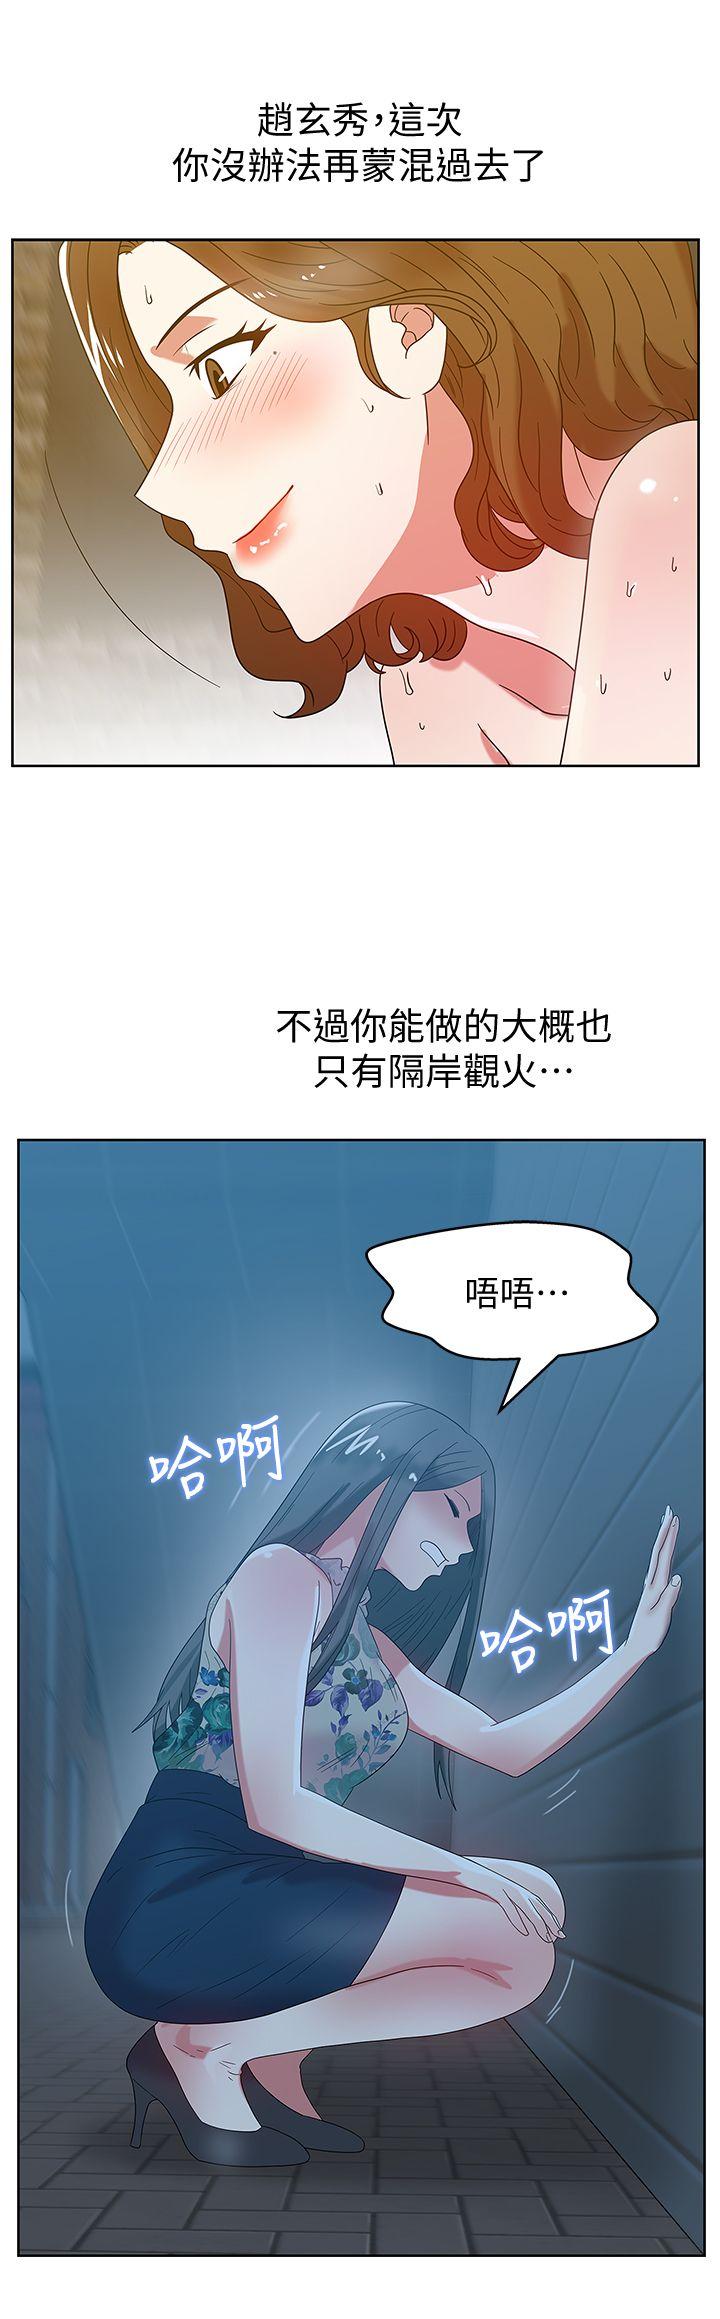 趙玄秀，這次
你沒辦法再蒙混過去了
不過你能做的大概也
只有隔岸觀火…
唔唔…
哈啊
哈啊